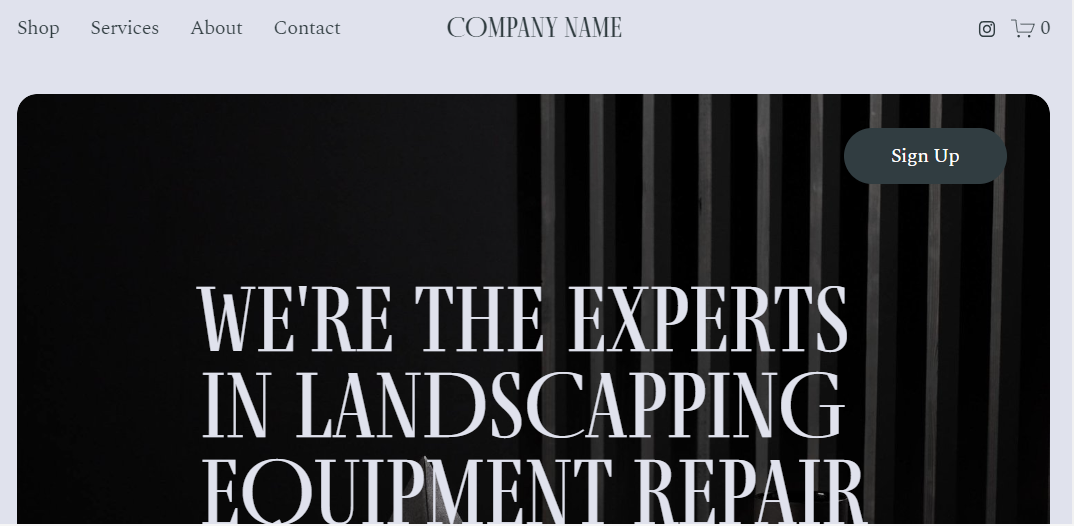 Shop Services About Contact COMPANY NAME 0
Sign Up
WE'RE THE EXPERTS
IN LANDSCAPPING
EQUIPMENT REPAIR